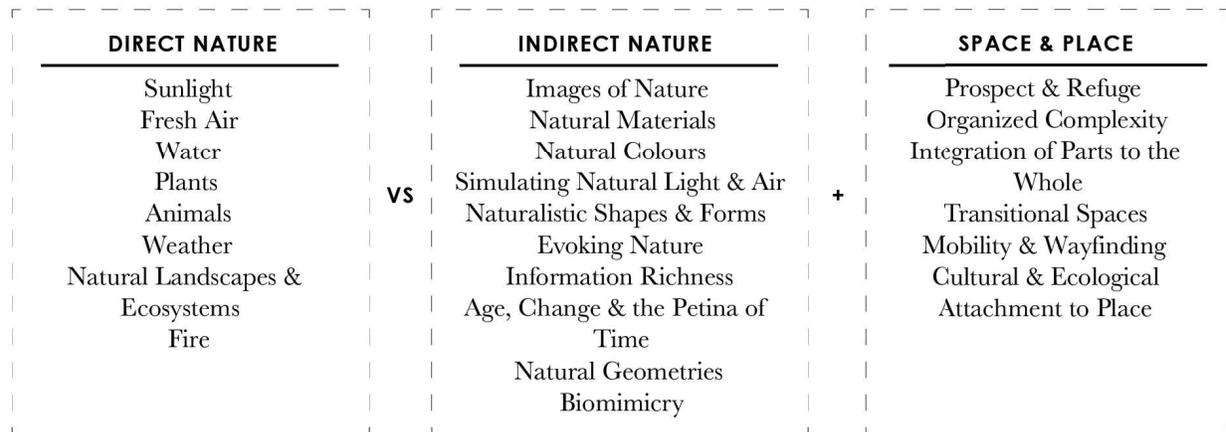 DIRECT NATURE
Sunlight
Fresh Air
Water
Plants
Animals
Weather
Natural Landscapes &
Ecosystems
Fire
VS
INDIRECT NATURE
Images of Nature
Natural Materials
Natural Colours
Simulating Natural Light & Air
Naturalistic Shapes & Forms
Evoking Nature
Information Richness
Age, Change & the Petina of
Time
Natural Geometries
Biomimicry
+
SPACE & PLACE
Prospect & Refuge
Organized Complexity
Integration of Parts to the
Whole
Transitional Spaces
Mobility & Wayfinding
Cultural & Ecological
Attachment to Place